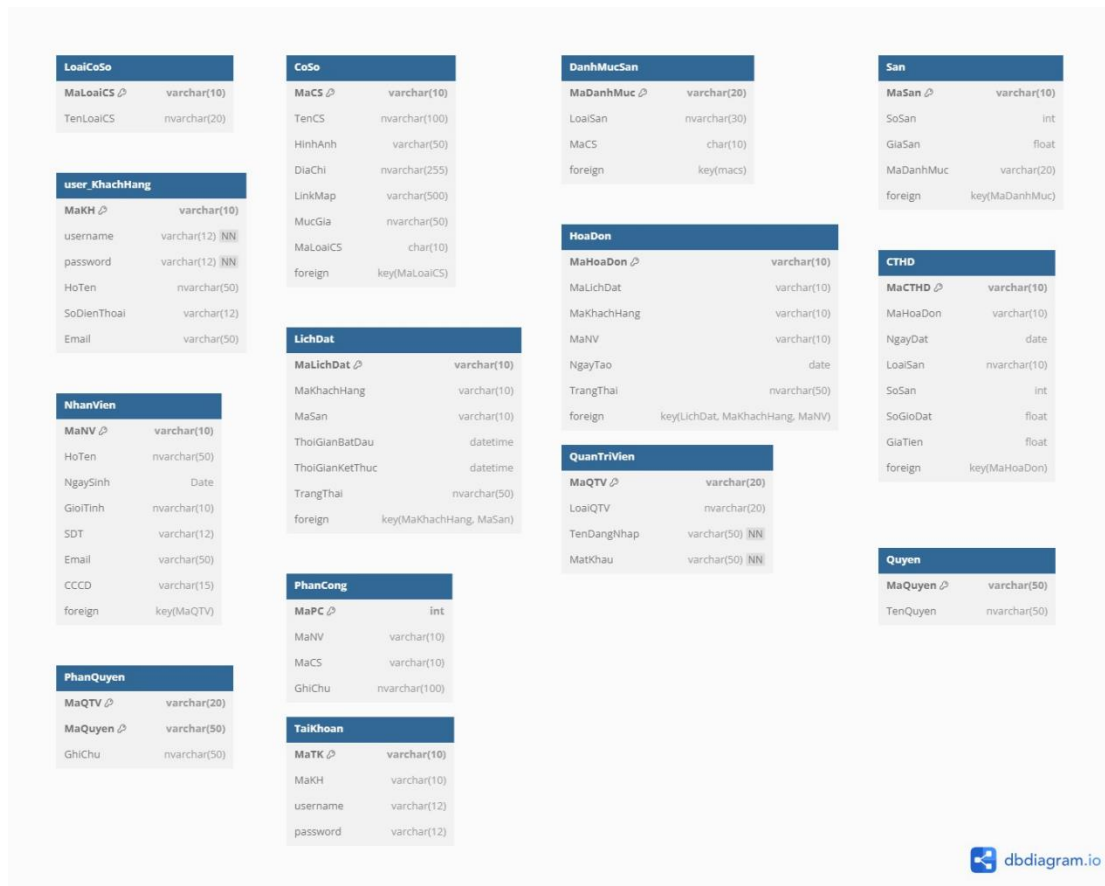 LoaiCoSo
MaLoaiCS varchar(10)
TenLoaiCS nvarchar(20)
user_KhachHang
MaKH varchar(10)
username varchar(12) NN
password varchar(12) NN
HoTen nvarchar(50)
SoDienThoai varchar(12)
Email varchar(50)
NhanVien
MaNV varchar(10)
HoTen nvarchar(50)
NgaySinh Date
GioiTinh nvarchar(10)
SDT varchar(12)
Email varchar(50)
CCCD varchar(15)
foreign key(MaQTV)
PhanQuyen
MaQTV varchar(20)
MaQuyen varchar(50)
GhiChu nvarchar(50)
CoSo
MaCS varchar(10)
TenCS nvarchar(100)
HinhAnh varchar(50)
DiaChi nvarchar(255)
LinkMap varchar(500)
MucGia nvarchar(50)
MaLoaiCS char(10)
foreign key(MaLoaiCS)
LichDat
MaLichDat varchar(10)
MaKhachHang varchar(10)
MaSan varchar(10)
ThoiGianBatDau datetime
ThoiGianKetThuc datetime
TrangThai nvarchar(50)
foreign key(MaKhachHang, MaSan)
PhanCong
MaPC int
MaNV varchar(10)
MaCS varchar(10)
GhiChu nvarchar(100)
TaiKhoan
MaTK varchar(10)
MaKH varchar(10)
username varchar(12)
password varchar(12)
DanhMucSan
MaDanhMuc varchar(20)
LoaiSan nvarchar(30)
MaCS char(10)
foreign key(macs)
HoaDon
MaHoaDon varchar(10)
MaLichDat varchar(10)
MaKhachHang varchar(10)
MaNV varchar(10)
NgayTao date
TrangThai nvarchar(50)
foreign key(LichDat, MaKhachHang, MaNV)
QuanTriVien
MaQTV varchar(20)
LoaiQTV nvarchar(20)
TenDangNhap varchar(50) NN
MatKhau varchar(50) NN
San
MaSan varchar(10)
SoSan int
GiaSan float
MaDanhMuc varchar(20)
foreign key(MaDanhMuc)
CTHD
MaCTHD varchar(10)
MaHoaDon varchar(10)
NgayDat date
LoaiSan nvarchar(10)
SoSan int
SoGioDat float
GiaTien float
foreign key(MaHoaDon)
Quyen
MaQuyen varchar(50)
TenQuyen nvarchar(50)
dbdiagram.io